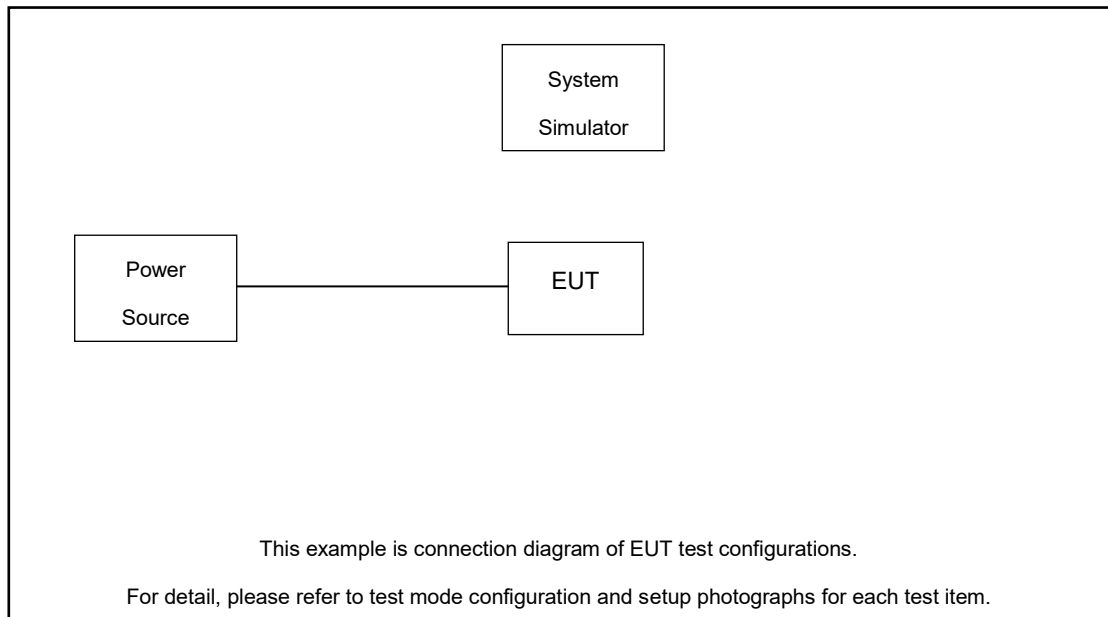 System
Simulator
Power
Source
EUT
This example is connection diagram of EUT test configurations.
For detail, please refer to test mode configuration and setup photographs for each test item.